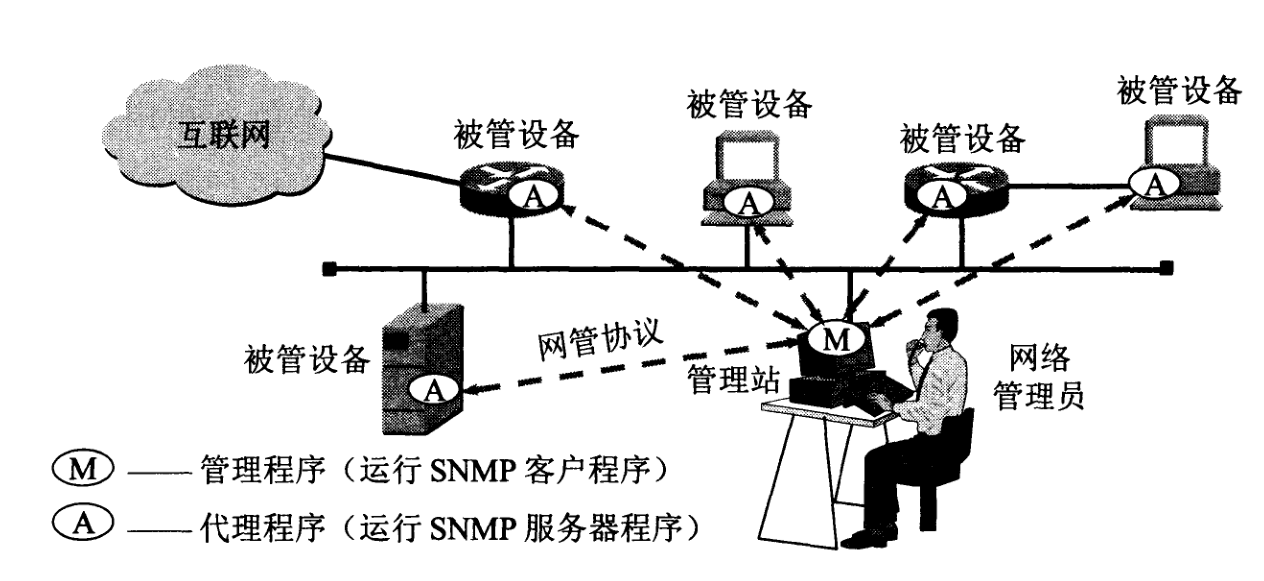 互联网
被管设备
被管设备
被管设备
被管设备
A
A
A
A
被管设备
A
网管协议
M
管理站
网络
管理员
M —— 管理程序（运行 SNMP 客户程序）
A —— 代理程序（运行 SNMP 服务器程序）